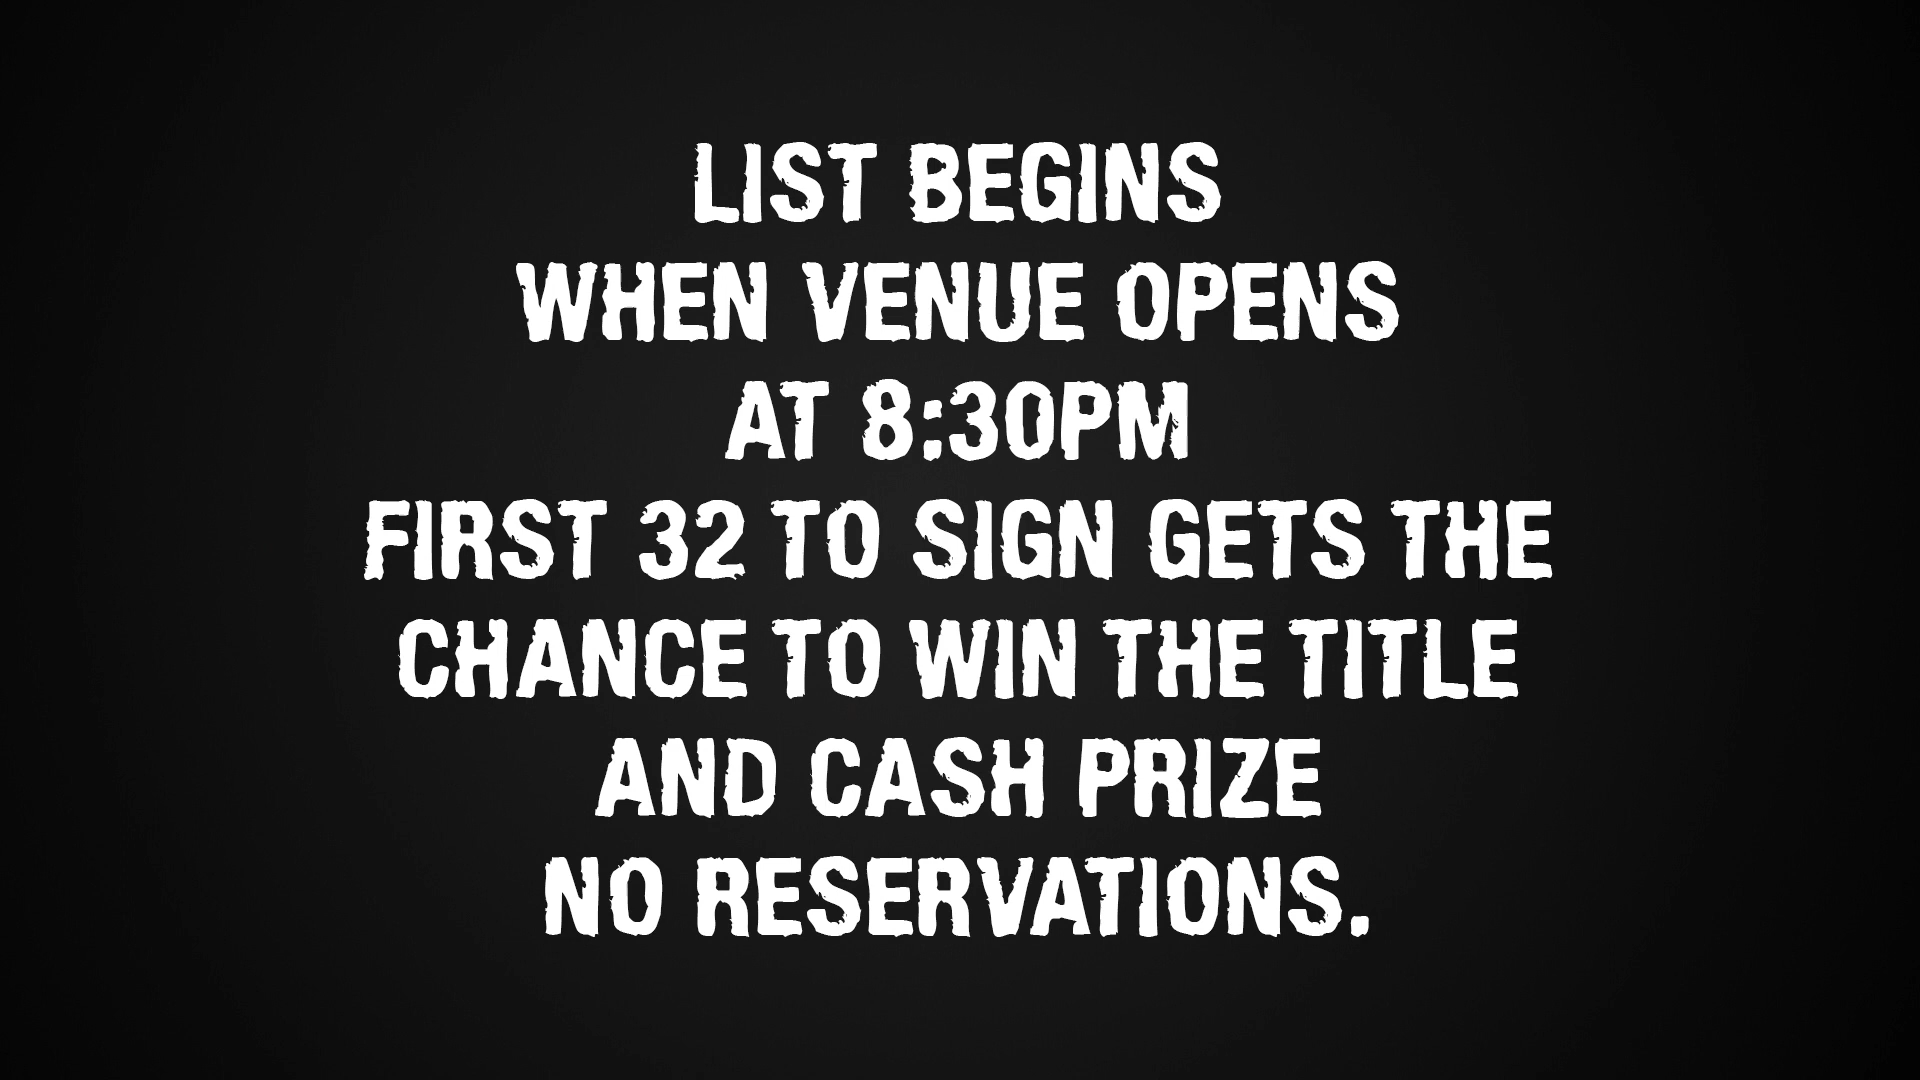 LIST BEGINS
WHEN VENUE OPENS
AT 8:30PM
FIRST 32 TO SIGN GETS THE
CHANCE TO WIN THE TITLE
AND CASH PRIZE
NO RESERVATIONS.